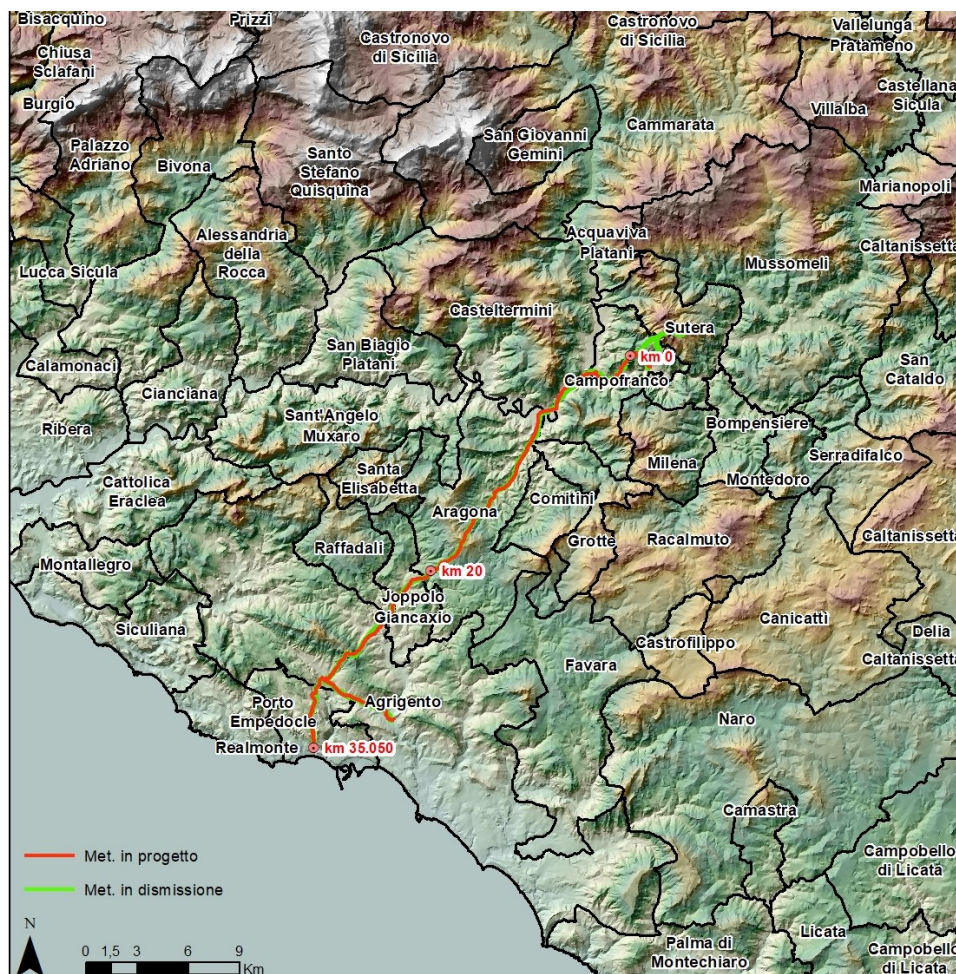 Bisacquino
Prizzi
Castronovo
di Sicilia
Castronovo
di Sicilia
Vallelunga
Pratameno
Chiusa
Sclafani
Castellana
Sicula
Burgio
Villalba
Palazzo
Adriano
Bivona
Santo
Stefano
Quisquina
San Giovanni
Gemini
Cammarata
Marianopoli
Alessandria
della
Rocca
Acquaviva
Platani
Caltanissetta
Lucca Sicula
Mussomeli
Casteltermini
Sutera
km 0
Calamonaci
San Biagio
Platani
Campofranco
San
Cataldo
Cianciana
Ribera
Sant'Angelo
Muxaro
Bompensiere
Serradifalco
Cattolica
Eraclea
Santa
Elisabetta
Milena
Montedoro
Comitini
Aragona
Raffadali
Grotte
Racalmuto
Caltanissetta
Montallegro
km 20
Joppolo
Giancaxio
Siculiana
Castrofilippo
Canicattì
Delia
Favara
Caltanissetta
Porto
Empedocle
Agrigento
Naro
Realmonte
km 35.050
Camastra
Met. in progetto
Met. in dismissione
Campobello
di Licata
N
0 1,5 3 6 9
Km
Licata
Palma di
Montechiaro
Campobello
di Licata